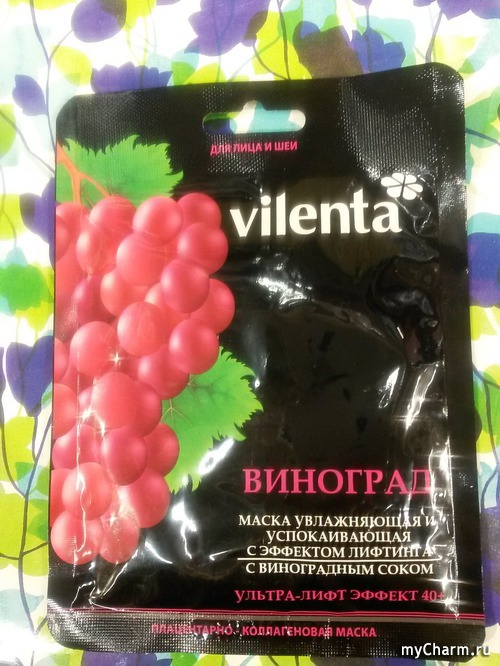 ДЛЯ ЛИЦА И ШЕИ
vilenta
ВИНОГРАД
МАСКА УВЛАЖНЯЮЩАЯ И
УСПОКАИВАЮЩАЯ
С ЭФФЕКТОМ ЛИФТИНГА
С ВИНОГРАДНЫМ СОКОМ
УЛЬТРА-ЛИФТ ЭФФЕКТ 40+
ПЛАЦЕНТАРНО - КОЛЛАГЕНОВАЯ МАСКА
myCharm.ru